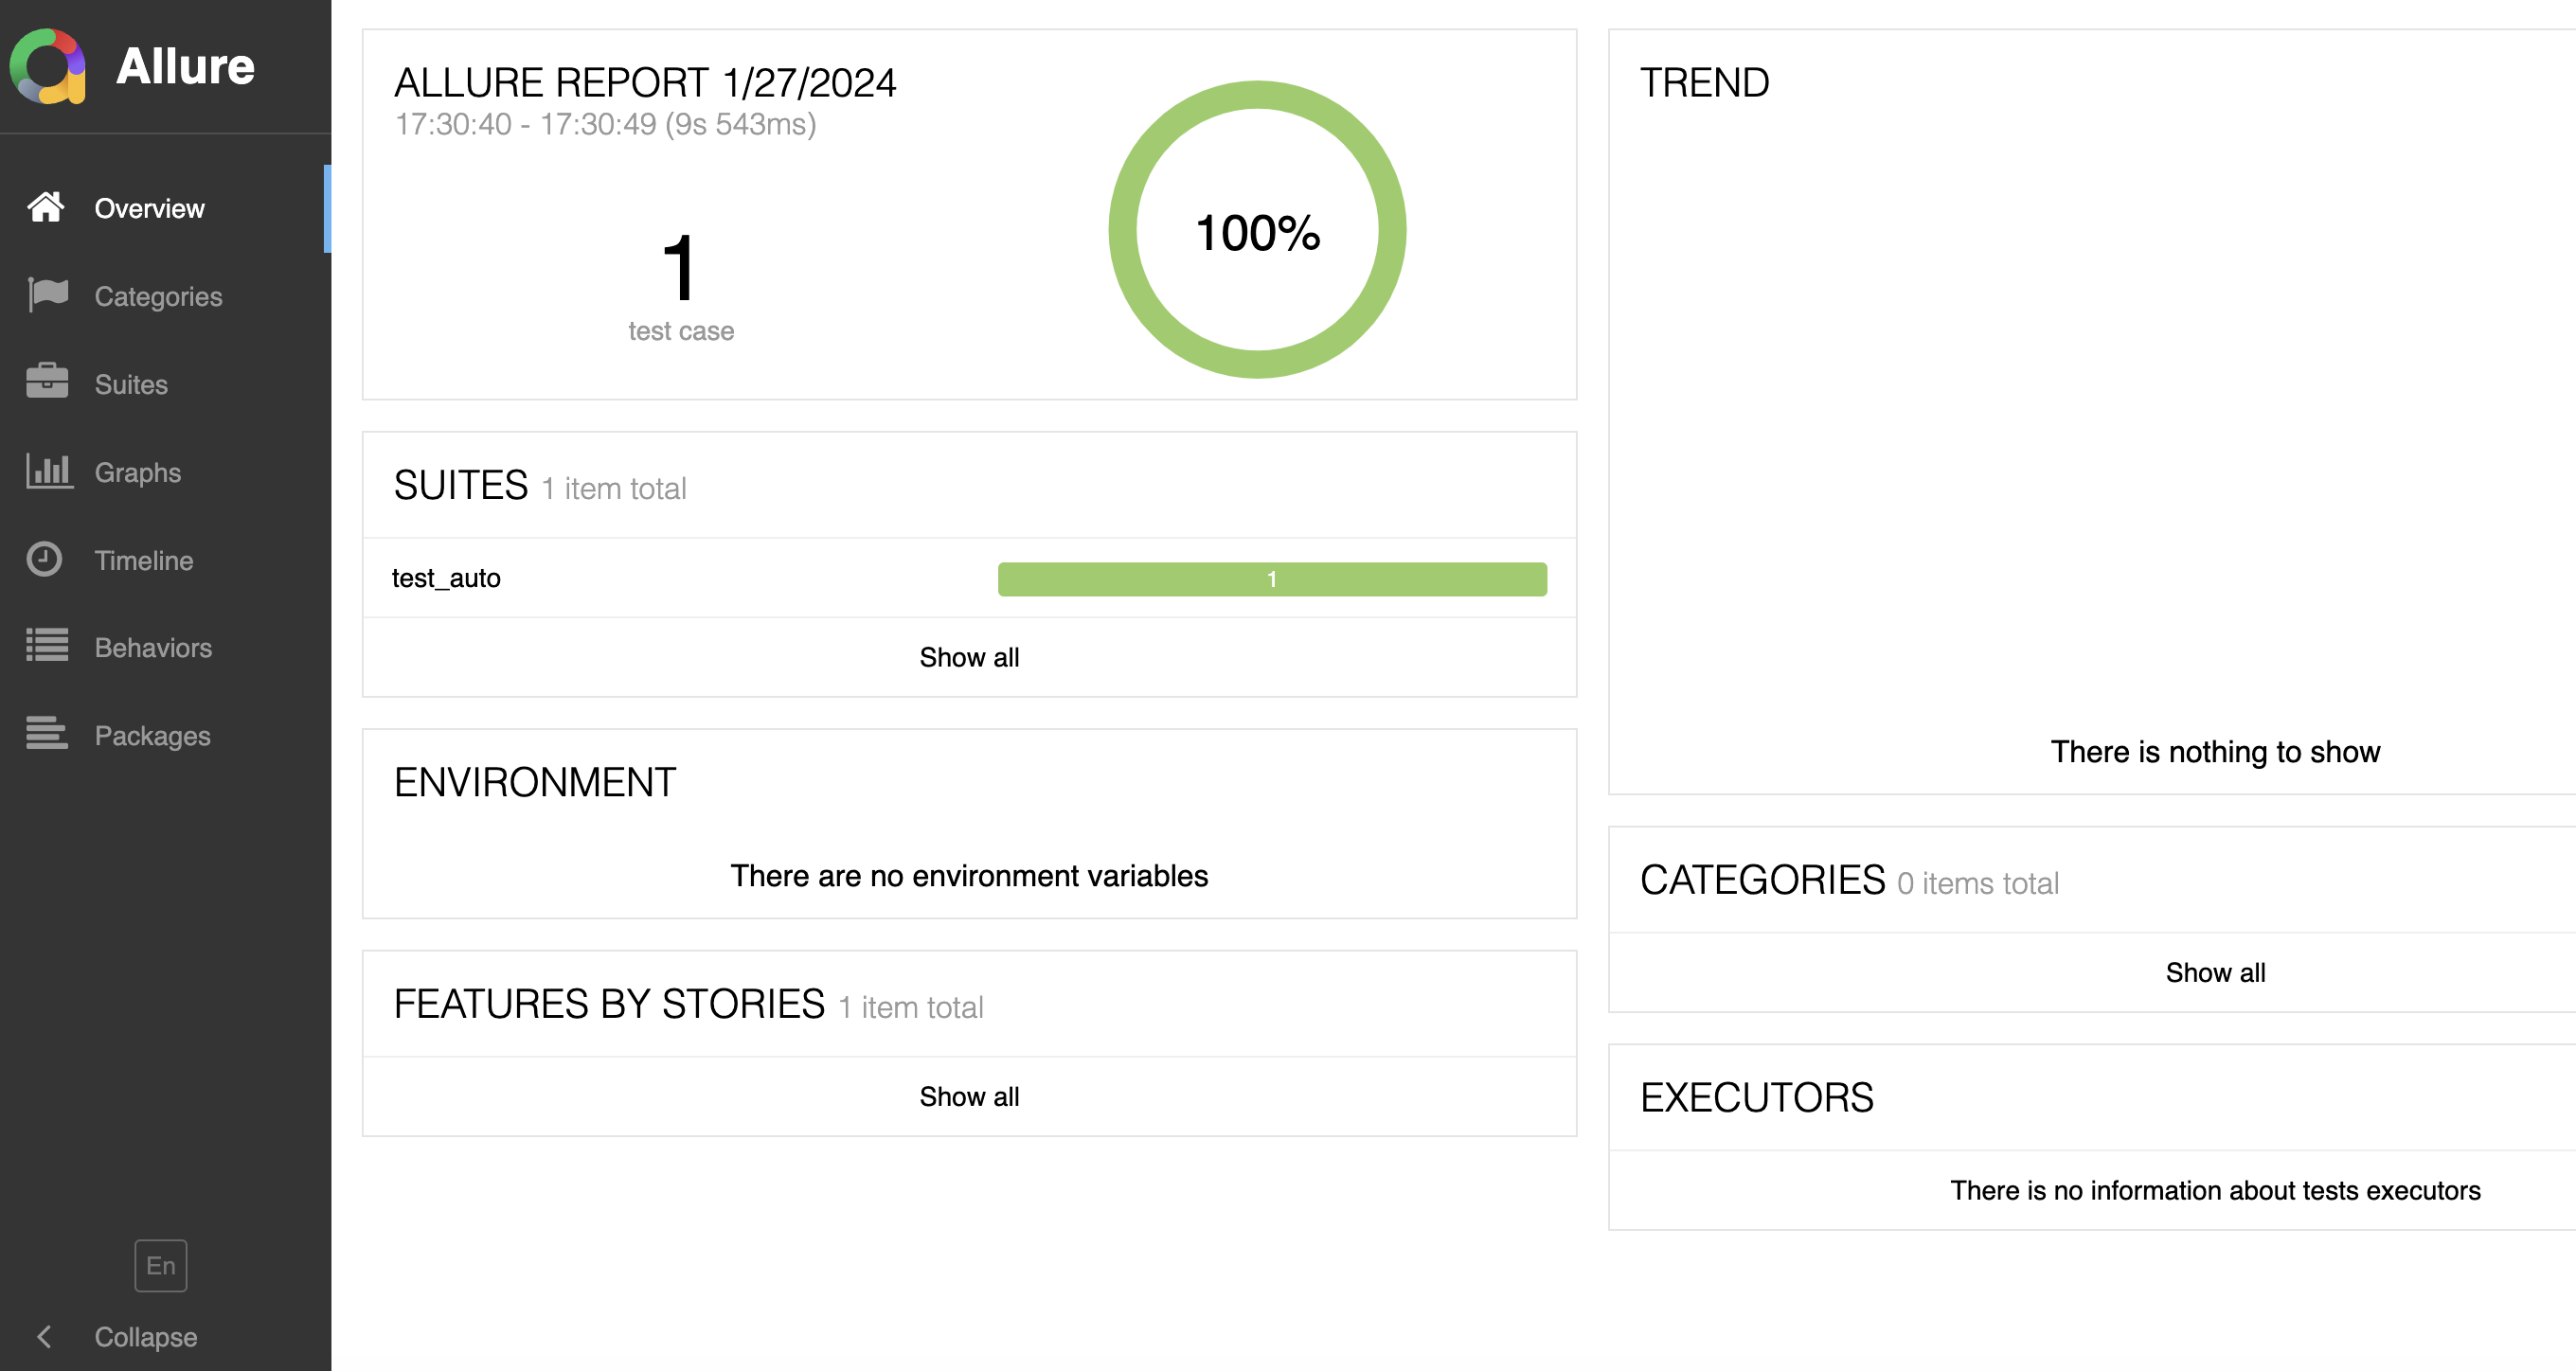 Allure
Overview
Categories
Suites
Graphs
Timeline
Behaviors
Packages
En
Collapse
ALLURE REPORT 1/27/2024
17:30:40 - 17:30:49 (9s 543ms)
1
test case
100%
SUITES 1 item total
test_auto 1
Show all
ENVIRONMENT
There are no environment variables
FEATURES BY STORIES 1 item total
Show all
TREND
There is nothing to show
CATEGORIES 0 items total
Show all
EXECUTORS
There is no information about tests executors